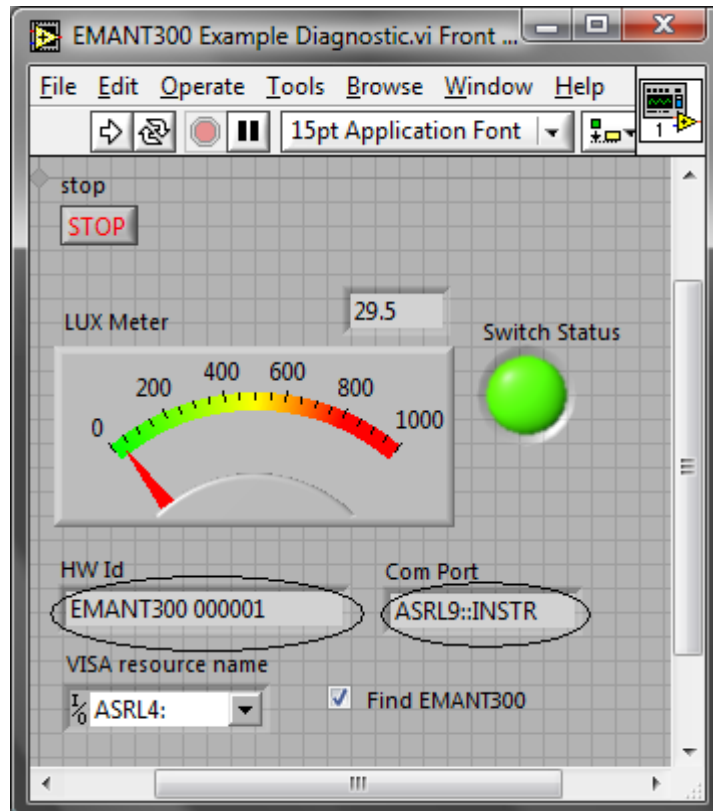 EMANT300 Example Diagnostic.vi Front ...
File Edit Operate Tools Browse Window Help
15pt Application Font
1
stop
STOP
29.5
LUX Meter
Switch Status
0 200 400 600 800 1000
HW Id
Com Port
EMANT300 000001
ASRL9::INSTR
VISA resource name
I/O ASRL4:
Find EMANT300